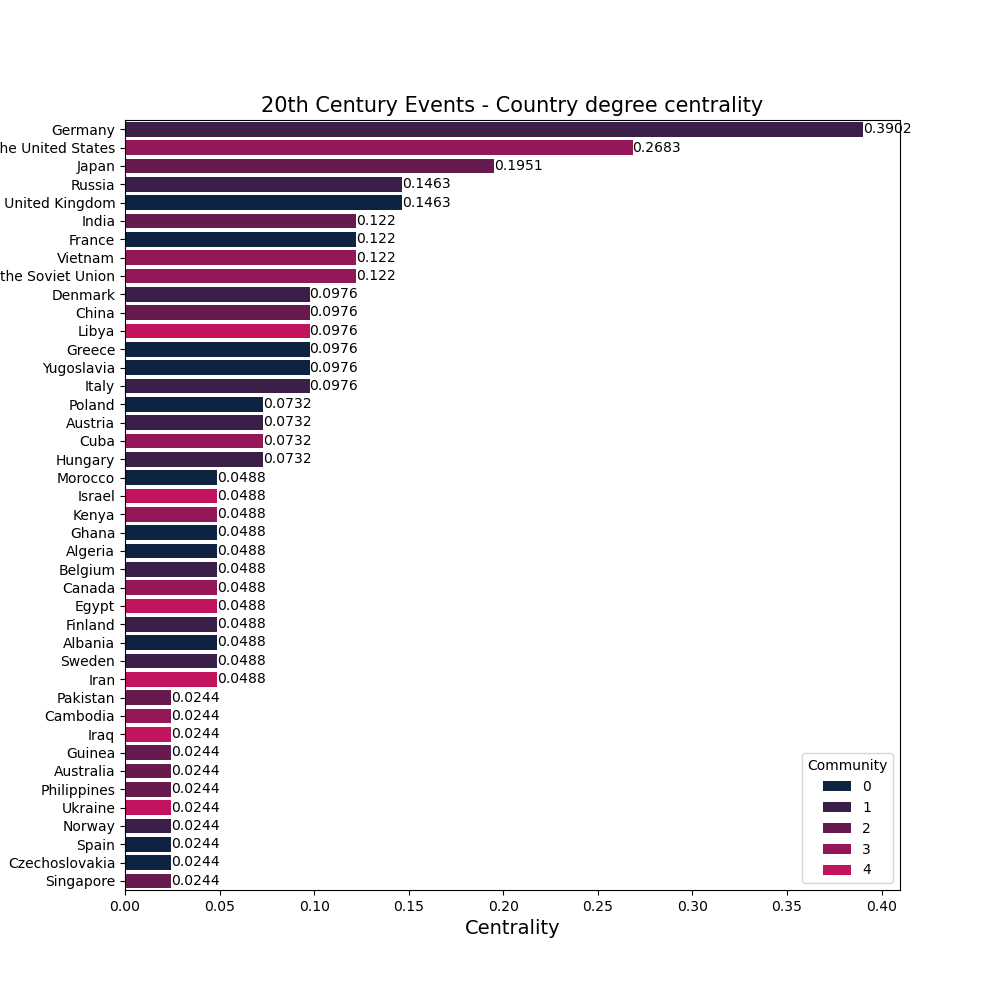 20th Century Events - Country degree centrality
Germany 0.3902
he United States 0.2683
Japan 0.1951
Russia 0.1463
United Kingdom 0.1463
India 0.122
France 0.122
Vietnam 0.122
the Soviet Union 0.122
Denmark 0.0976
China 0.0976
Libya 0.0976
Greece 0.0976
Yugoslavia 0.0976
Italy 0.0976
Poland 0.0732
Austria 0.0732
Cuba 0.0732
Hungary 0.0732
Morocco 0.0488
Israel 0.0488
Kenya 0.0488
Ghana 0.0488
Algeria 0.0488
Belgium 0.0488
Canada 0.0488
Egypt 0.0488
Finland 0.0488
Albania 0.0488
Sweden 0.0488
Iran 0.0488
Pakistan 0.0244
Cambodia 0.0244
Iraq 0.0244
Guinea 0.0244
Australia 0.0244
Philippines 0.0244
Ukraine 0.0244
Norway 0.0244
Spain 0.0244
Czechoslovakia 0.0244
Singapore 0.0244
Community
0
1
2
3
4
0.00 0.05 0.10 0.15 0.20 0.25 0.30 0.35 0.40
Centrality